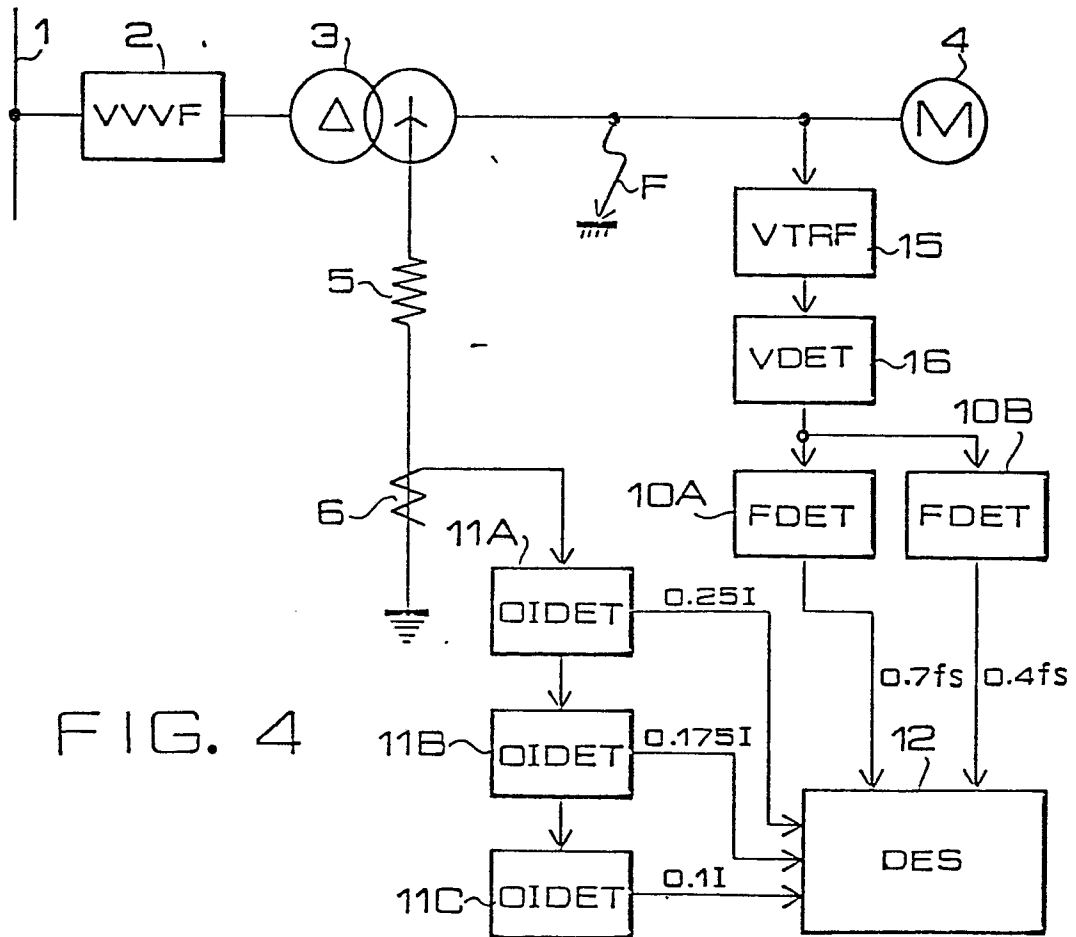 1
2
3
4
VVVF
Δ
M
F
VTRF
15
5
VDET
16
10B
6
10A
FDET
FDET
11A
OIDET
0.25I
0.7fs
0.4fs
FIG. 4
11B
OIDET
0.175I
12
DES
11C
OIDET
0.1I